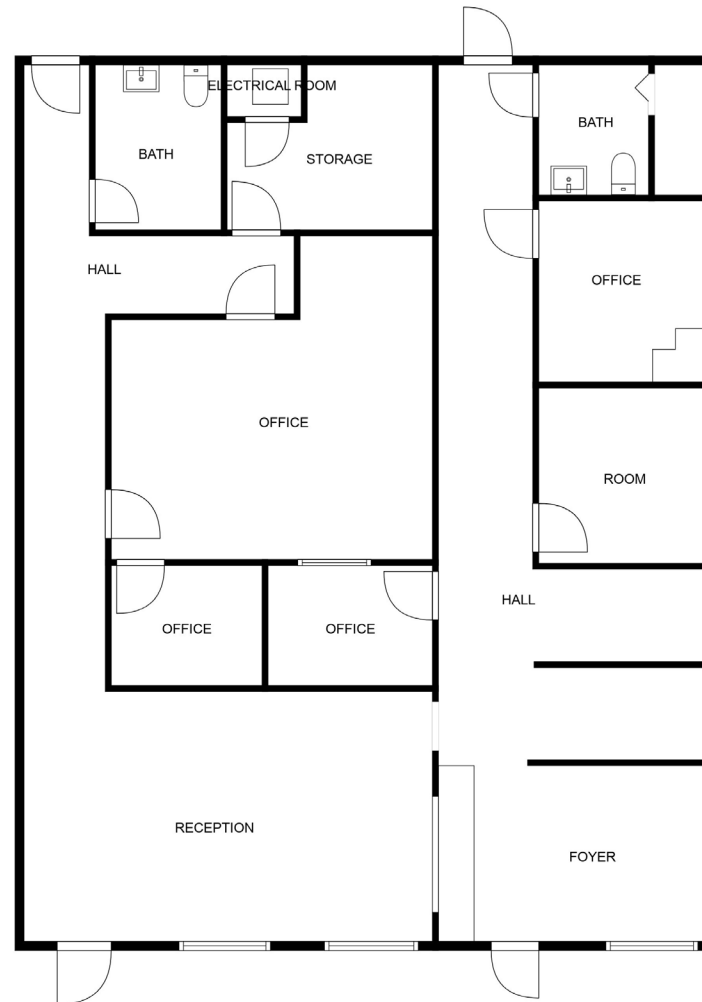 ELECTRICAL ROOM
BATH
BATH
STORAGE
HALL
OFFICE
OFFICE
ROOM
HALL
OFFICE
OFFICE
RECEPTION
FOYER